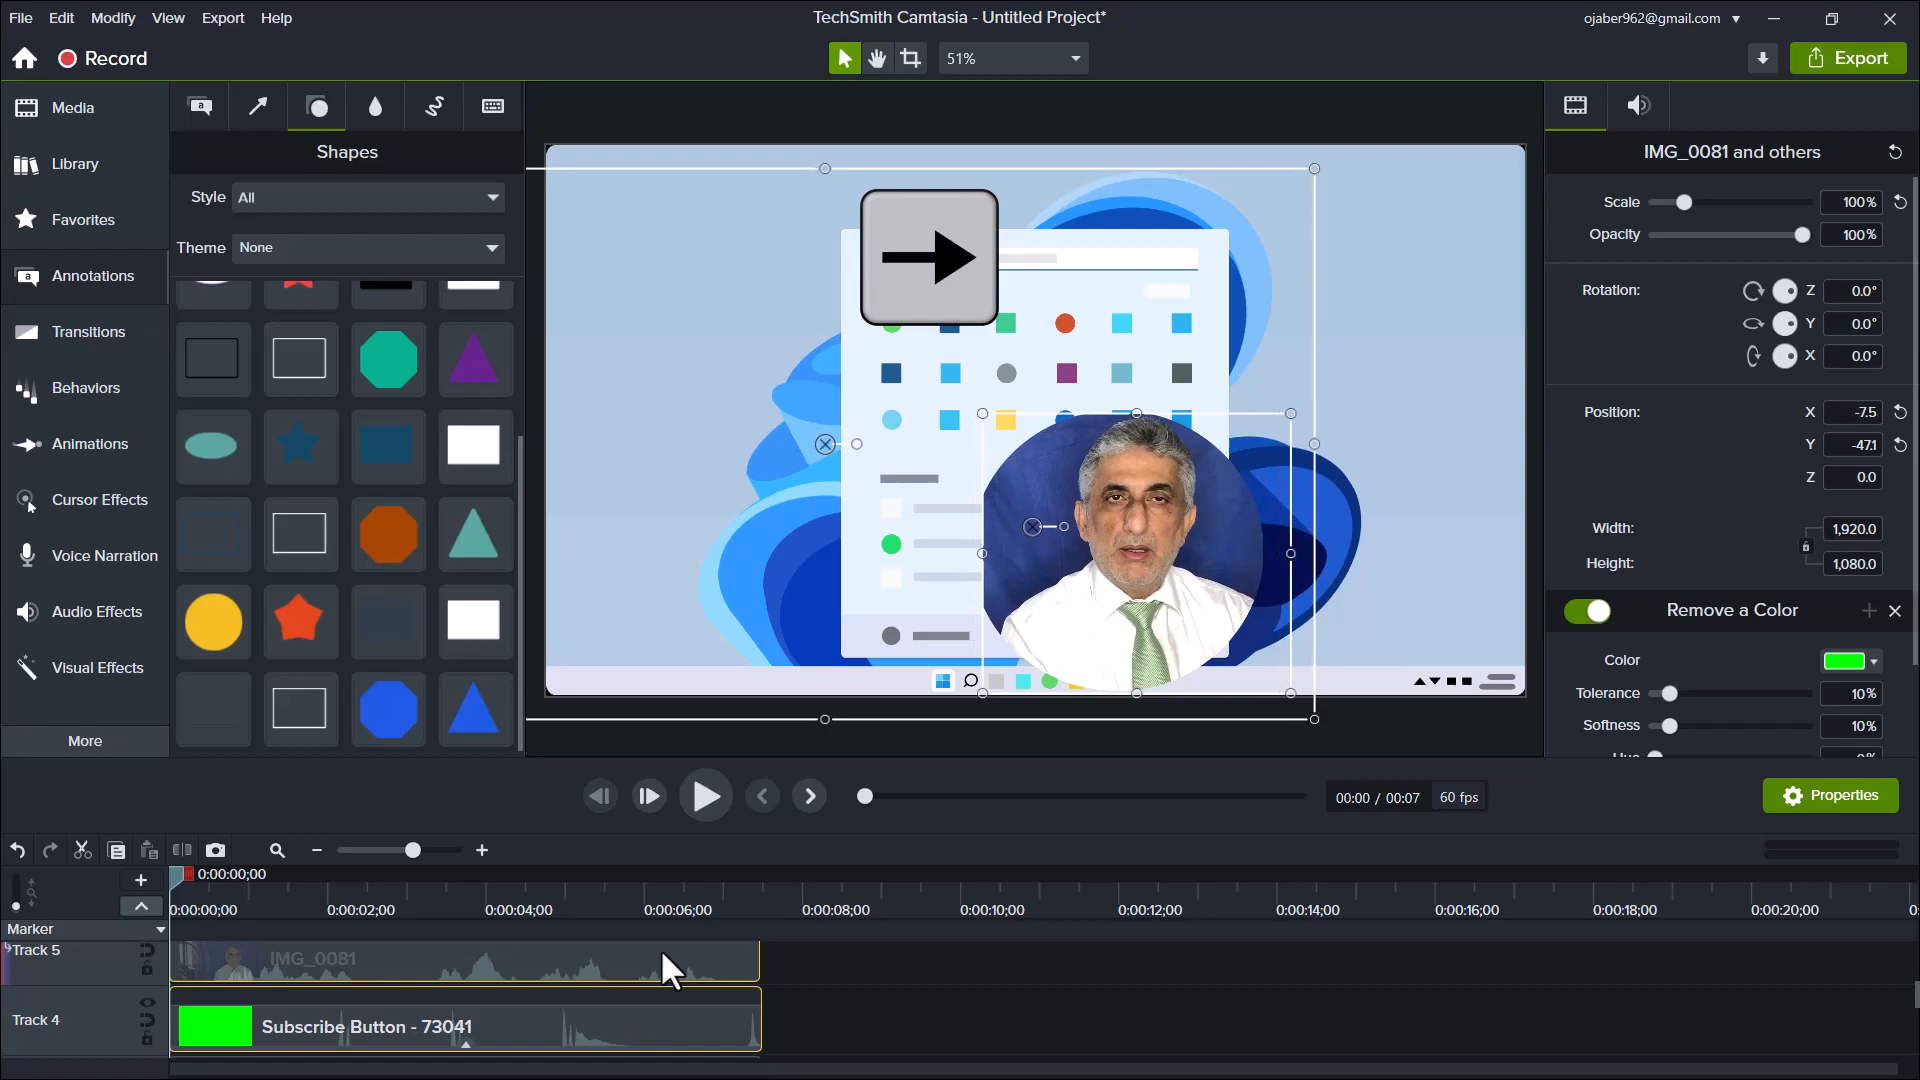 File Edit Modify View Export Help
TechSmith Camtasia - Untitled Project*
ojaber962@gmail.com
Record
51%
Export
Media
Library
Favorites
Annotations
Transitions
Behaviors
Animations
Cursor Effects
Voice Narration
Audio Effects
Visual Effects
More
a
Shapes
Style All
Theme None
IMG_0081 and others
Scale 100%
Opacity 100%
Rotation: Z 0.0°
Y 0.0°
X 0.0°
Position: X -7.5
Y -47.1
Z 0.0
Width: 1,920.0
Height: 1,080.0
Remove a Color
Color
Tolerance 10%
Softness 10%
Hue 0%
00:00 / 00:07 60 fps
Properties
0:00:00;00
0:00:00;00 0:00:02;00 0:00:04;00 0:00:06;00 0:00:08;00 0:00:10;00 0:00:12;00 0:00:14;00 0:00:16;00 0:00:18;00 0:00:20;00
Marker
Track 5
IMG_0081
Track 4
Subscribe Button - 73041